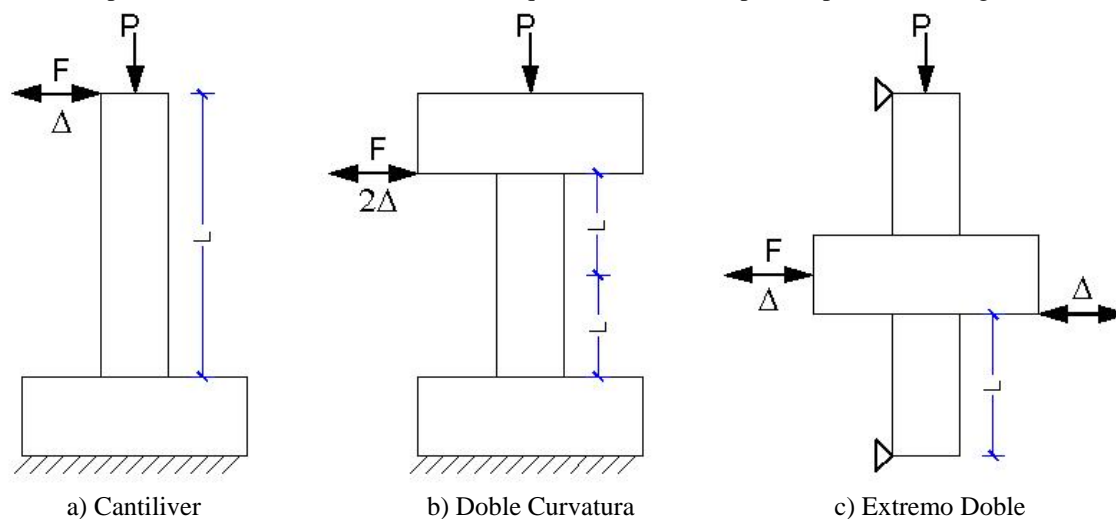 P
P
P
F
Δ
L
F
2Δ
L
L
F
Δ
Δ
L
a) Cantiliver
b) Doble Curvatura
c) Extremo Doble